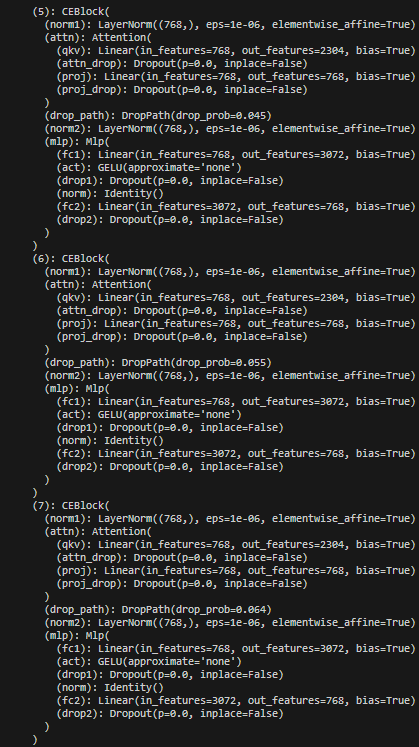 (5): CEBlock(
(norm1): LayerNorm((768,), eps=1e-06, elementwise_affine=True)
(attn): Attention(
(qkv): Linear(in_features=768, out_features=2304, bias=True)
(attn_drop): Dropout(p=0.0, inplace=False)
(proj): Linear(in_features=768, out_features=768, bias=True)
(proj_drop): Dropout(p=0.0, inplace=False)
)
(drop_path): DropPath(drop_prob=0.045)
(norm2): LayerNorm((768,), eps=1e-06, elementwise_affine=True)
(mlp): Mlp(
(fc1): Linear(in_features=768, out_features=3072, bias=True)
(act): GELU(approximate='none')
(drop1): Dropout(p=0.0, inplace=False)
(norm): Identity()
(fc2): Linear(in_features=3072, out_features=768, bias=True)
(drop2): Dropout(p=0.0, inplace=False)
)
)
(6): CEBlock(
(norm1): LayerNorm((768,), eps=1e-06, elementwise_affine=True)
(attn): Attention(
(qkv): Linear(in_features=768, out_features=2304, bias=True)
(attn_drop): Dropout(p=0.0, inplace=False)
(proj): Linear(in_features=768, out_features=768, bias=True)
(proj_drop): Dropout(p=0.0, inplace=False)
)
(drop_path): DropPath(drop_prob=0.055)
(norm2): LayerNorm((768,), eps=1e-06, elementwise_affine=True)
(mlp): Mlp(
(fc1): Linear(in_features=768, out_features=3072, bias=True)
(act): GELU(approximate='none')
(drop1): Dropout(p=0.0, inplace=False)
(norm): Identity()
(fc2): Linear(in_features=3072, out_features=768, bias=True)
(drop2): Dropout(p=0.0, inplace=False)
)
)
(7): CEBlock(
(norm1): LayerNorm((768,), eps=1e-06, elementwise_affine=True)
(attn): Attention(
(qkv): Linear(in_features=768, out_features=2304, bias=True)
(attn_drop): Dropout(p=0.0, inplace=False)
(proj): Linear(in_features=768, out_features=768, bias=True)
(proj_drop): Dropout(p=0.0, inplace=False)
)
(drop_path): DropPath(drop_prob=0.064)
(norm2): LayerNorm((768,), eps=1e-06, elementwise_affine=True)
(mlp): Mlp(
(fc1): Linear(in_features=768, out_features=3072, bias=True)
(act): GELU(approximate='none')
(drop1): Dropout(p=0.0, inplace=False)
(norm): Identity()
(fc2): Linear(in_features=3072, out_features=768, bias=True)
(drop2): Dropout(p=0.0, inplace=False)
)
)